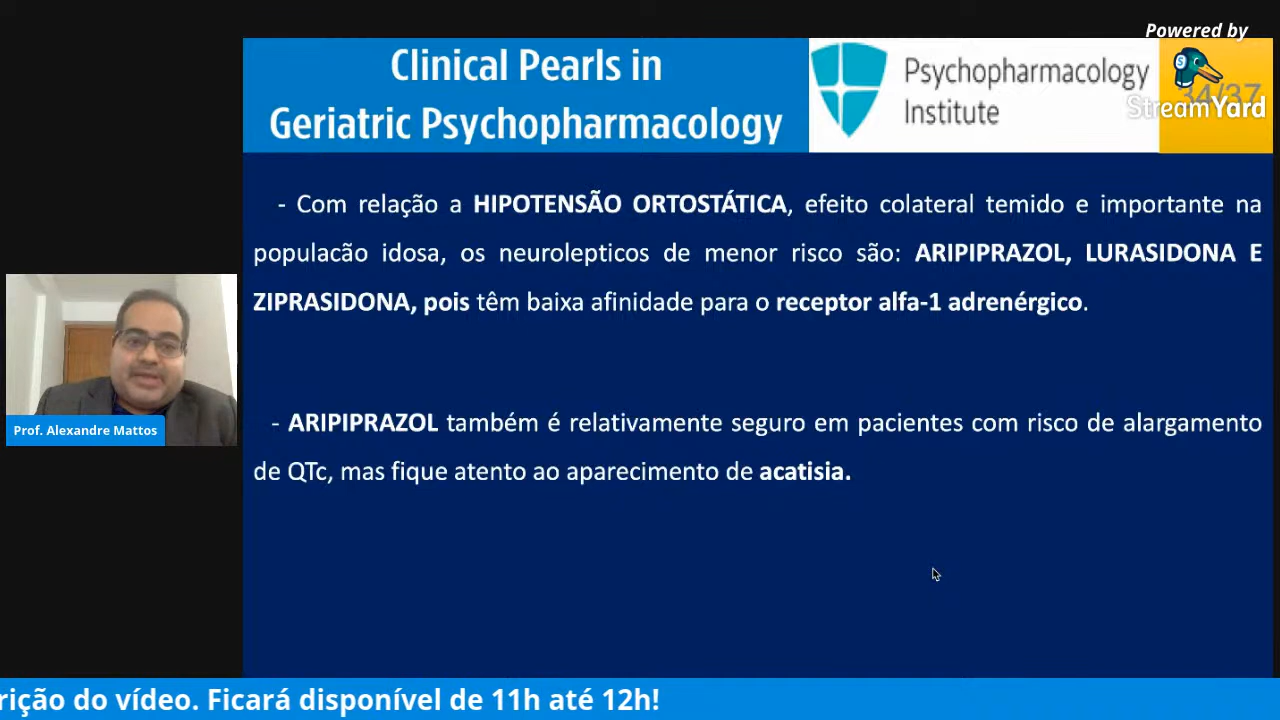 Powered by
Clinical Pearls in
Geriatric Psychopharmacology
Psychopharmacology
Institute
34/37
StreamYard
- Com relação a HIPOTENSÃO ORTOSTÁTICA, efeito colateral temido e importante na
populacão idosa, os neurolepticos de menor risco são: ARIPIPRAZOL, LURASIDONA E
ZIPRASIDONA, pois têm baixa afinidade para o receptor alfa-1 adrenérgico.
- ARIPIPRAZOL também é relativamente seguro em pacientes com risco de alargamento
de QTc, mas fique atento ao aparecimento de acatisia.
Prof. Alexandre Mattos
rição do vídeo. Ficará disponível de 11h até 12h!